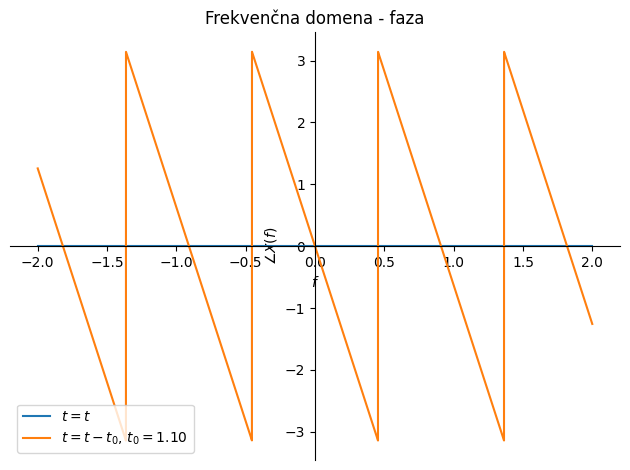 Frekvenčna domena - faza
3
2
1
0
−1
−2
−3
∠X(f)
−2.0 −1.5 −1.0 −0.5 0.0 0.5 1.0 1.5 2.0
f
t = t
t = t − t₀, t₀ = 1.10